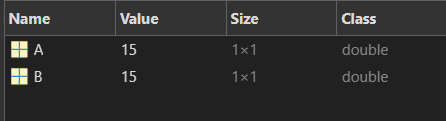 Name Value Size Class
A 15 1×1 double
B 15 1×1 double